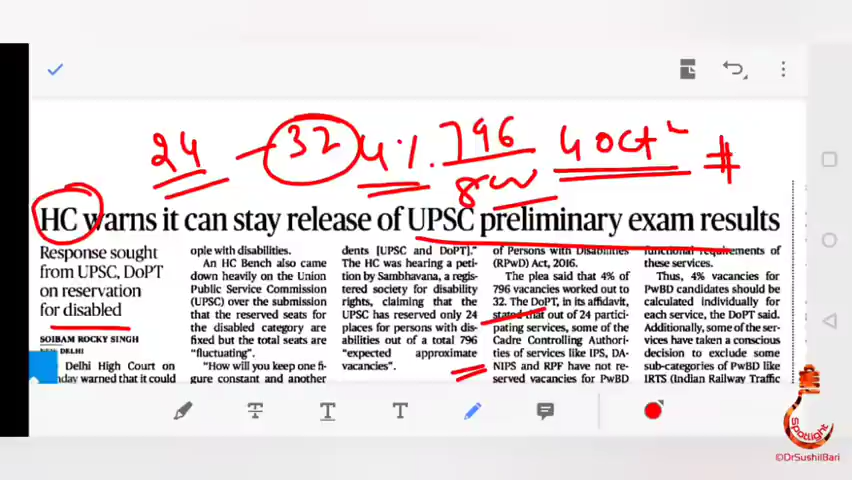 24 - 32 4%. 796 4 Oct #
HC warns it can stay release of UPSC preliminary exam results
Response sought
from UPSC, DoPT
on reservation
for disabled
SOIBAM ROCKY SINGH
NEW DELHI
Delhi High Court on
day warned that it could
ople with disabilities.
An HC Bench also came
down heavily on the Union
Public Service Commission
(UPSC) over the submission
that the reserved seats for
the disabled category are
fixed but the total seats are
"fluctuating".
"How will you keep one fi-
gure constant and another
dents [UPSC and DoPT]."
The HC was hearing a peti-
tion by Sambhavana, a regis-
tered society for disability
rights, claiming that the
UPSC has reserved only 24
places for persons with dis-
abilities out of a total 796
"expected approximate
vacancies".
of Persons with Disabilities
(RPwD) Act, 2016.
The plea said that 4% of
796 vacancies worked out to
32. The DoPT, in its affidavit,
stated that out of 24 partici-
pating services, some of the
Cadre Controlling Authori-
ties of services like IPS, DA-
NIPS and RPF have not re-
served vacancies for PwBD
functional requirements of
these services.
Thus, 4% vacancies for
PwBD candidates should be
calculated individually for
each service, the DoPT said.
Additionally, some of the ser-
vices have taken a conscious
decision to exclude some
sub-categories of PwBD like
IRTS (Indian Railway Traffic
T T T
Spotlight
©DrSushilBari